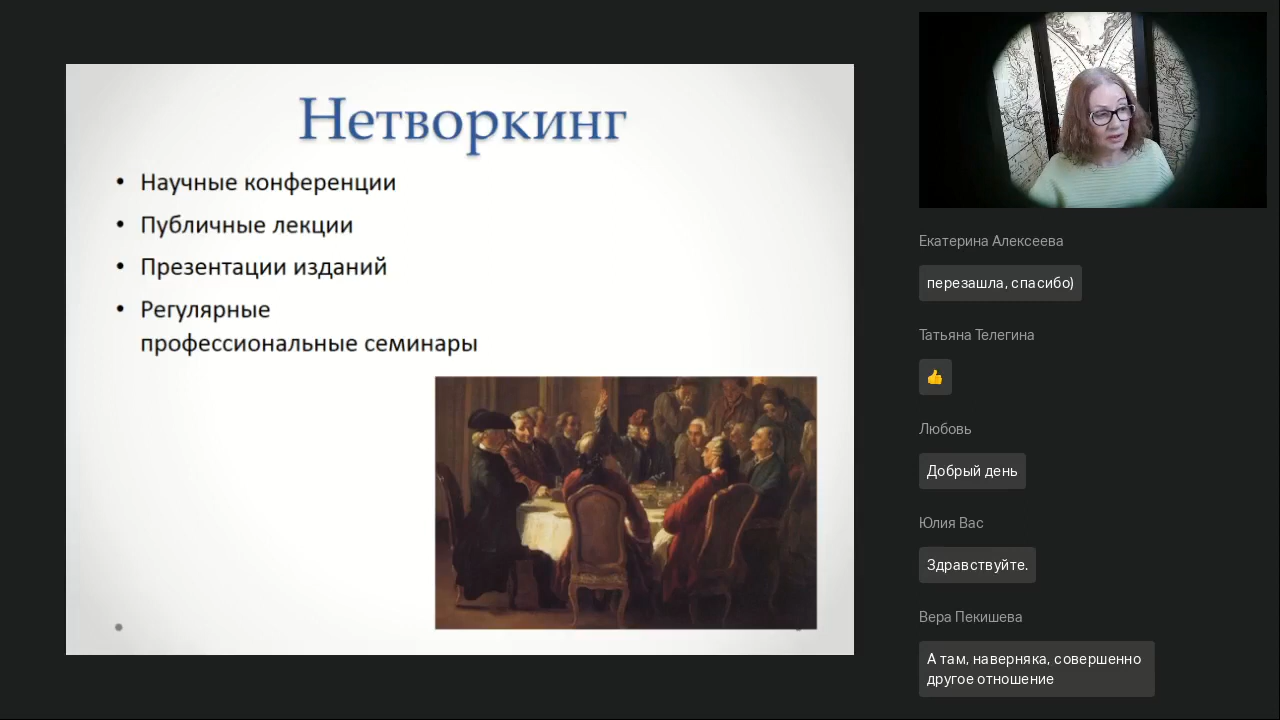 Нетворкинг
• Научные конференции
• Публичные лекции
• Презентации изданий
• Регулярные
профессиональные семинары
Екатерина Алексеева
перезашла, спасибо)
Татьяна Телегина
👍
Любовь
Добрый день
Юлия Вас
Здравствуйте.
Вера Пекишева
А там, наверняка, совершенно
другое отношение